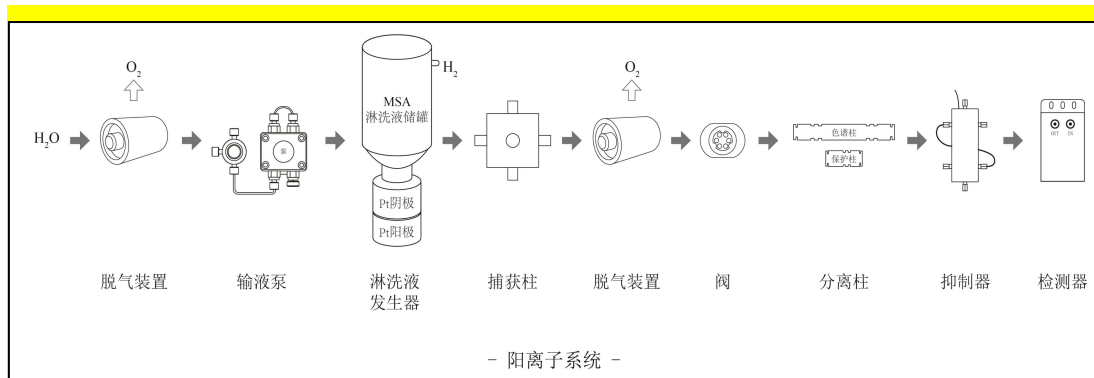 O₂
H₂O
泵
MSA
淋洗液储罐
H₂
Pt阴极
Pt阳极
O₂
色谱柱
保护柱
OUT IN
脱气装置 输液泵 淋洗液 捕获柱 脱气装置 阀 分离柱 抑制器 检测器
发生器
- 阳离子系统 -